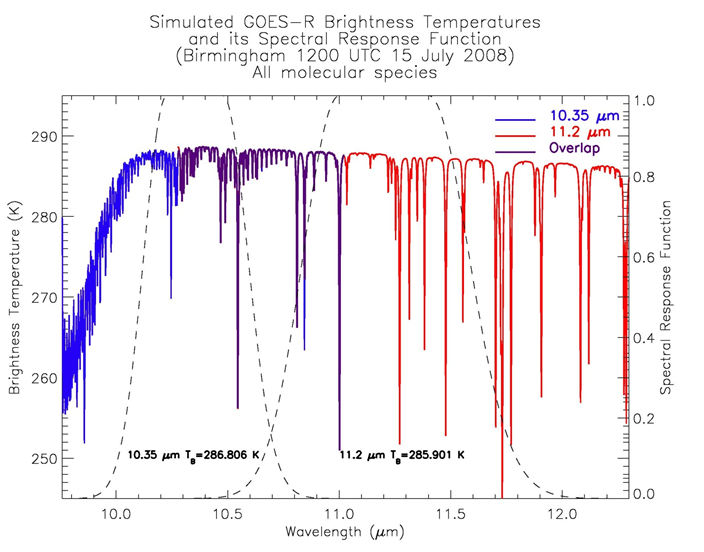 Simulated GOES-R Brightness Temperatures
and its Spectral Response Function
(Birmingham 1200 UTC 15 July 2008)
All molecular species
10.35 μm
11.2 μm
Overlap
290
280
270
260
250
Brightness Temperature (K)
1.0
0.8
0.6
0.4
0.2
0.0
Spectral Response Function
10.35 μm T_B=286.806 K
11.2 μm T_B=285.901 K
10.0 10.5 11.0 11.5 12.0
Wavelength (μm)